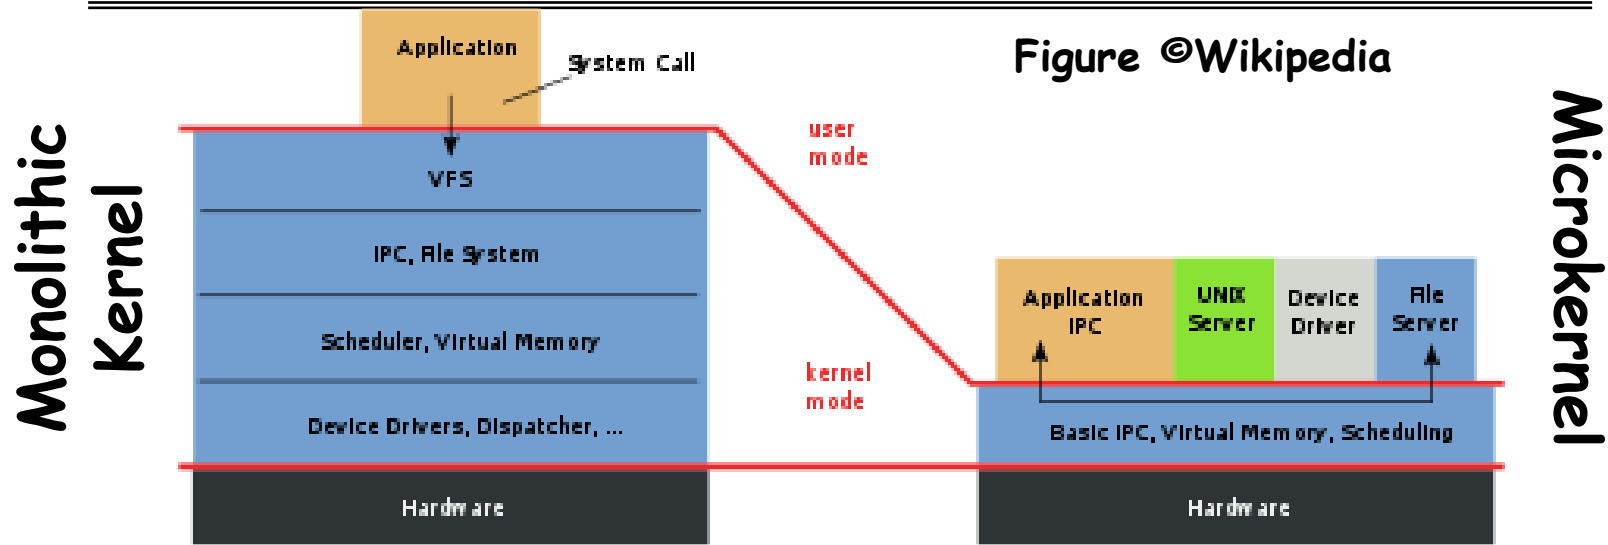 Figure ©Wikipedia
Monolithic
Kernel
Application
System Call
VFS
IPC, File System
Scheduler, Virtual Memory
Device Drivers, Dispatcher, ...
Hardware
user
mode
kernel
mode
Application
IPC
UNIX
Server
Device
Driver
File
Server
Basic IPC, Virtual Memory, Scheduling
Hardware
Microkernel